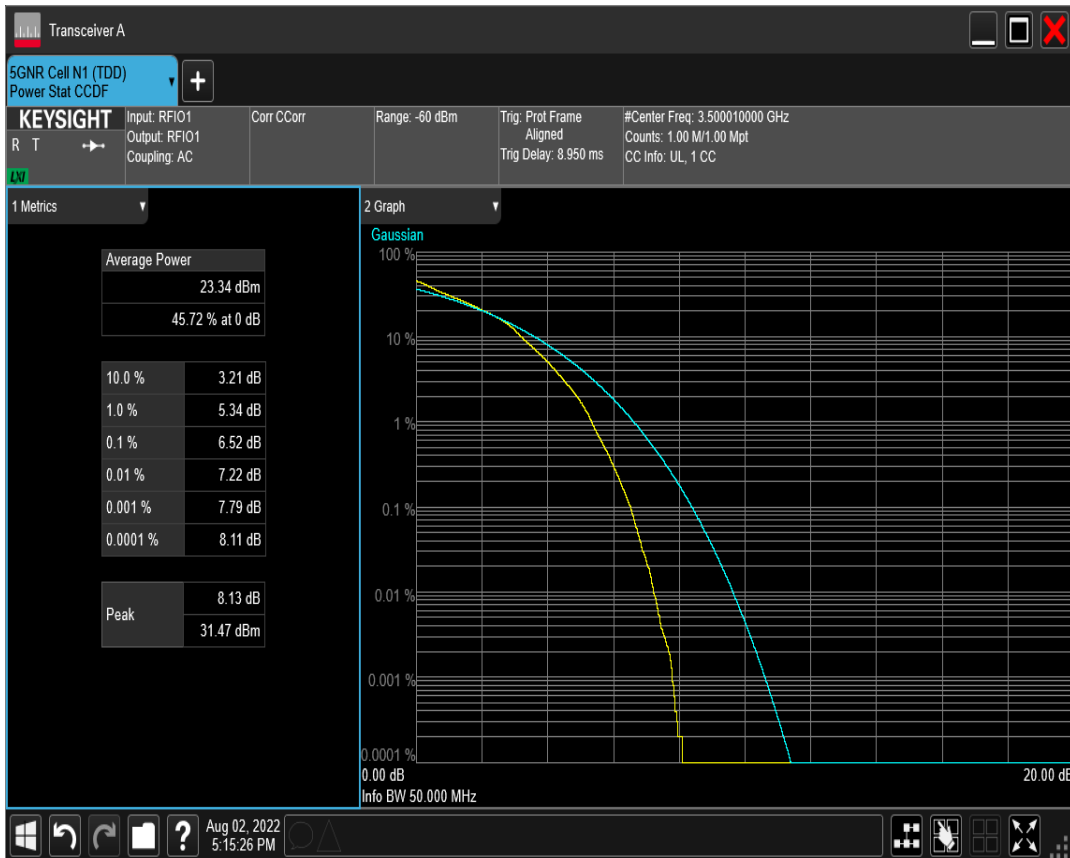 Transceiver A
5GNR Cell N1 (TDD)
Power Stat CCDF
+
KEYSIGHT
R T
LXI
Input: RFIO1
Output: RFIO1
Coupling: AC
Corr CCorr
Range: -60 dBm
Trig: Prot Frame
Aligned
Trig Delay: 8.950 ms
#Center Freq: 3.500010000 GHz
Counts: 1.00 M/1.00 Mpt
CC Info: UL, 1 CC
1 Metrics
Average Power
23.34 dBm
45.72 % at 0 dB
10.0 % 3.21 dB
1.0 % 5.34 dB
0.1 % 6.52 dB
0.01 % 7.22 dB
0.001 % 7.79 dB
0.0001 % 8.11 dB
Peak
8.13 dB
31.47 dBm
2 Graph
Gaussian
100 %
10 %
1 %
0.1 %
0.01 %
0.001 %
0.0001 %
0.00 dB 20.00 dB
Info BW 50.000 MHz
?
Aug 02, 2022
5:15:26 PM